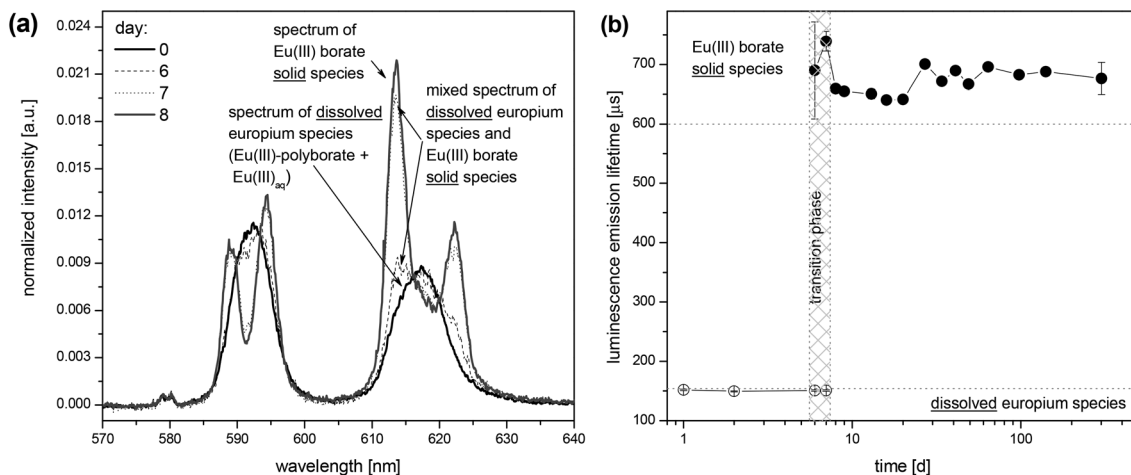 (a)
day:
0
6
7
8
spectrum of
Eu(III) borate
solid species
spectrum of dissolved
europium species
(Eu(III)-polyborate +
Eu(III)aq)
mixed spectrum of
dissolved europium
species and
Eu(III) borate
solid species
normalized intensity [a.u.]
0.024
0.021
0.018
0.015
0.012
0.009
0.006
0.003
0.000
570 580 590 600 610 620 630 640
wavelength [nm]
(b)
Eu(III) borate
solid species
transition phase
dissolved europium species
luminescence emission lifetime [µs]
700
600
200
150
100
1 10 100
time [d]